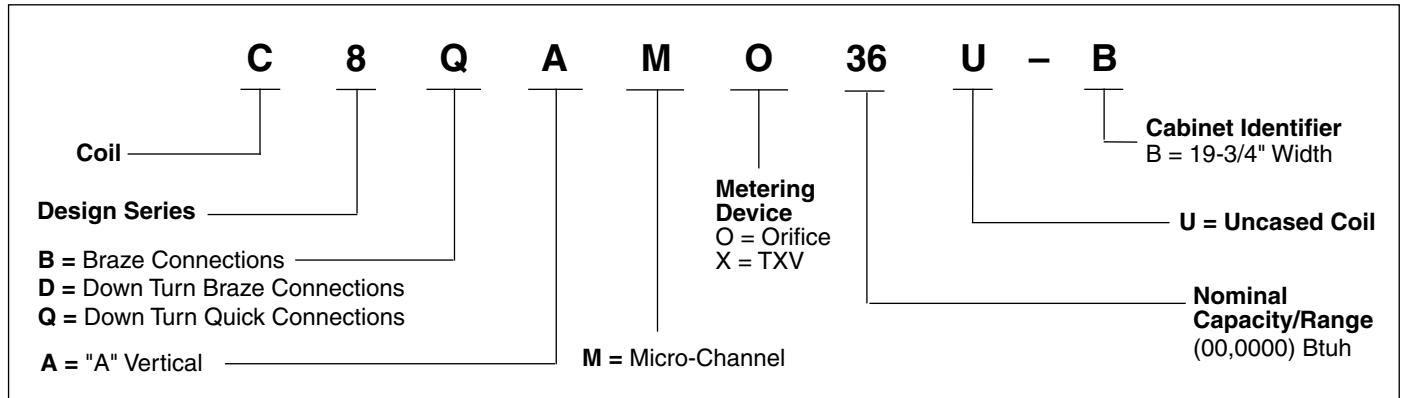 C 8 Q A M O 36 U – B
Coil
Design Series
B = Braze Connections
D = Down Turn Braze Connections
Q = Down Turn Quick Connections
A = "A" Vertical
M = Micro-Channel
Metering
Device
O = Orifice
X = TXV
Cabinet Identifier
B = 19-3/4" Width
U = Uncased Coil
Nominal
Capacity/Range
(00,0000) Btuh